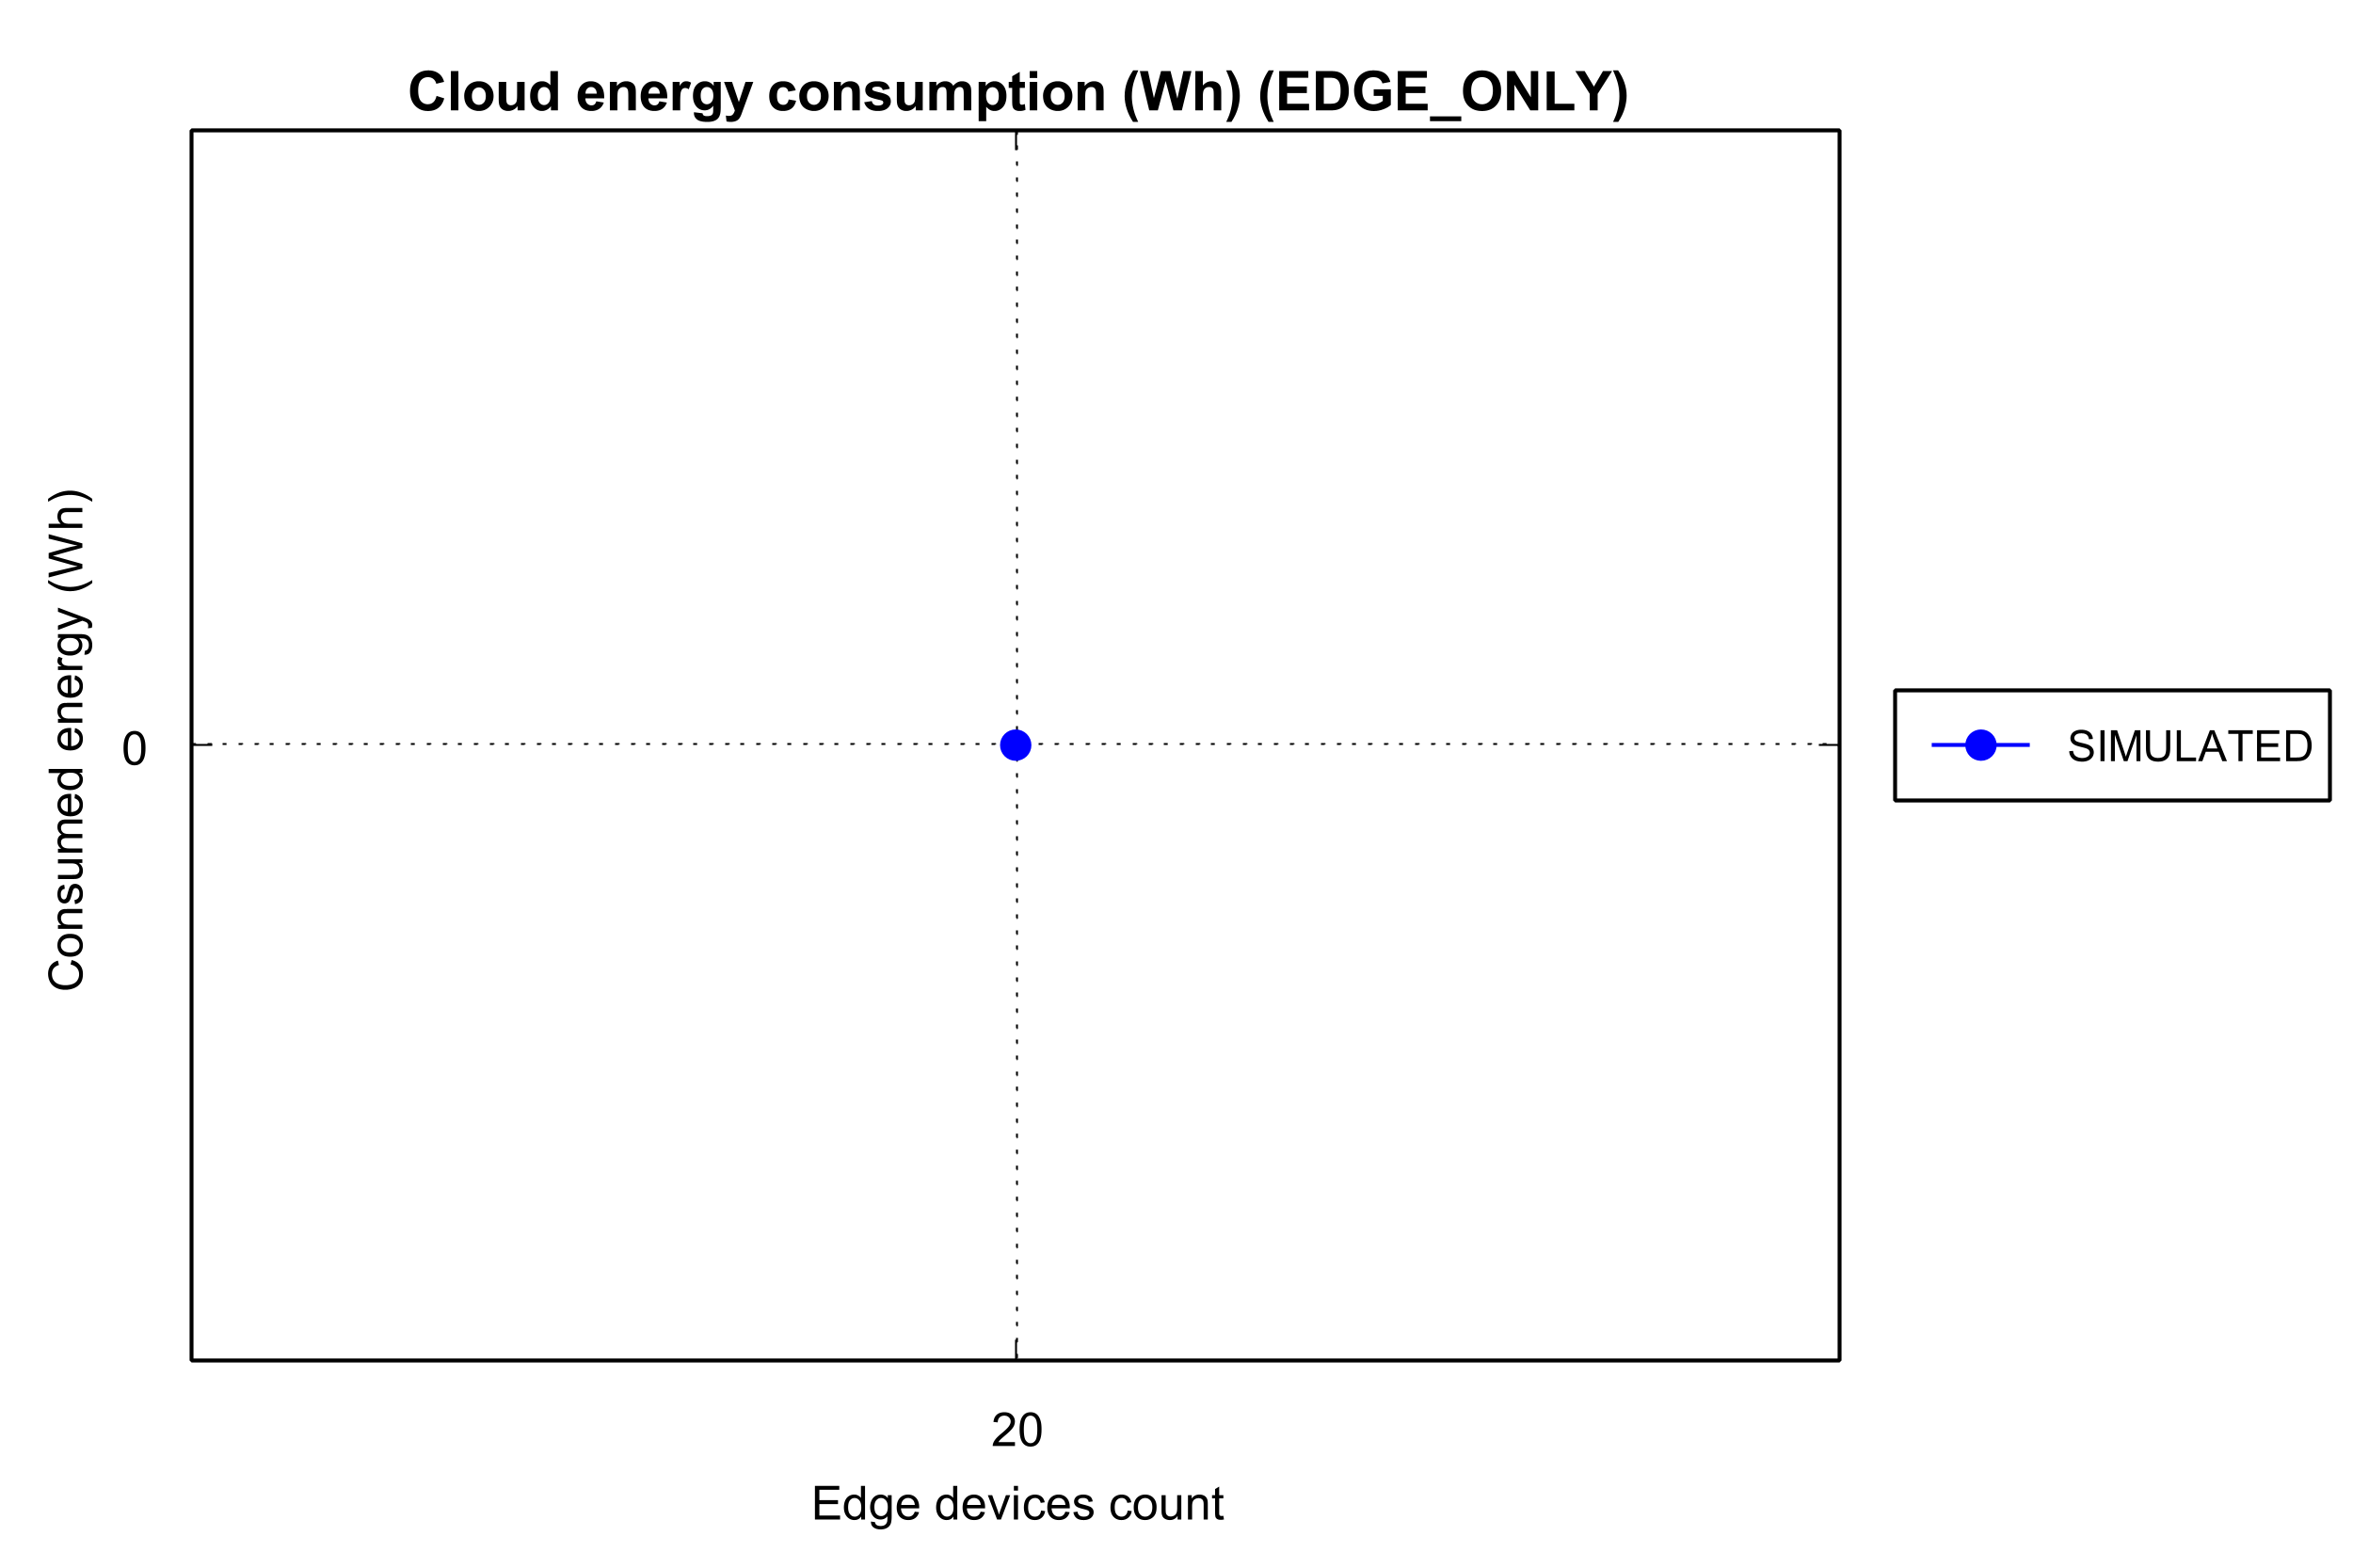 Cloud energy consumption (Wh) (EDGE_ONLY)
Consumed energy (Wh)
0
SIMULATED
20
Edge devices count